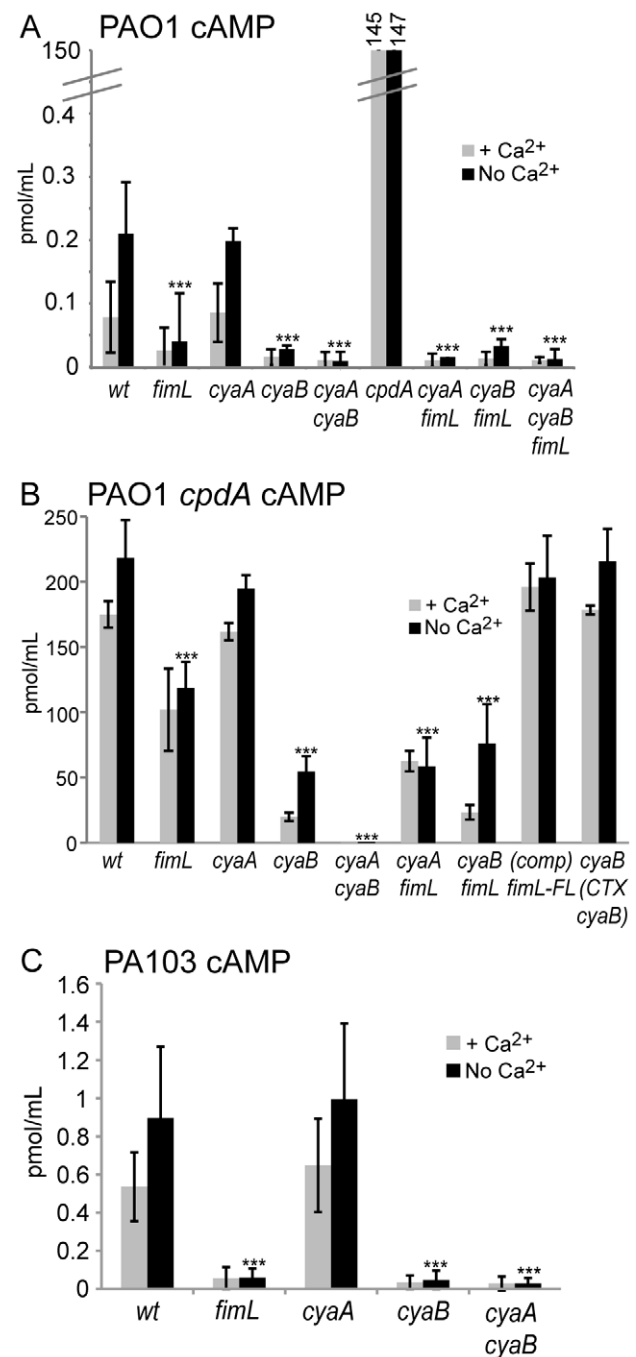 A PAO1 cAMP
145
147
150
0.4
0.3
0.2
0.1
0
pmol/mL
+ Ca²⁺
No Ca²⁺
*** *** *** *** *** ***
wt fimL cyaA cyaB cyaA cpdA cyaA cyaB cyaA
cyaB fimL fimL cyaB
fimL
B PAO1 cpdA cAMP
250
200
150
100
50
0
pmol/mL
+ Ca²⁺
No Ca²⁺
*** *** *** *** ***
wt fimL cyaA cyaB cyaA cyaA cyaB (comp) cyaB
cyaB fimL fimL fimL-FL (CTX
cyaB)
C PA103 cAMP
1.6
1.4
1.2
1
0.8
0.6
0.4
0.2
0
pmol/mL
+ Ca²⁺
No Ca²⁺
*** *** ***
wt fimL cyaA cyaB cyaA
cyaB